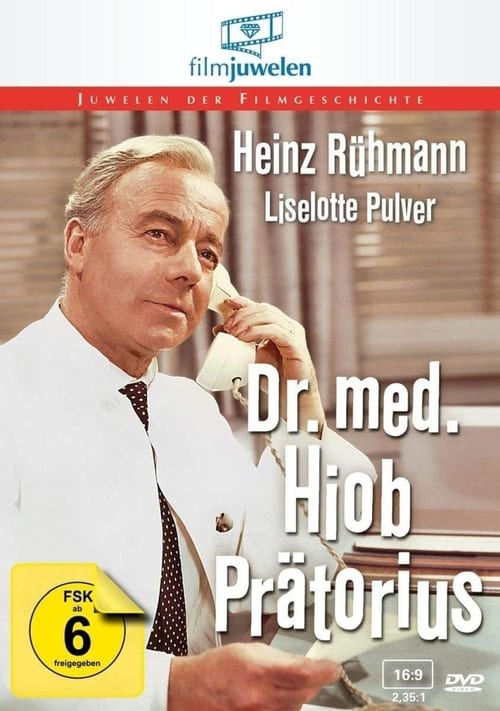 filmjuwelen
JUWELEN DER FILMGESCHICHTE
Heinz Rühmann
Liselotte Pulver
Dr. med.
Hiob
Prätorius
FSK
ab
6
freigegeben
16:9
2,35:1
DVD
VIDEO